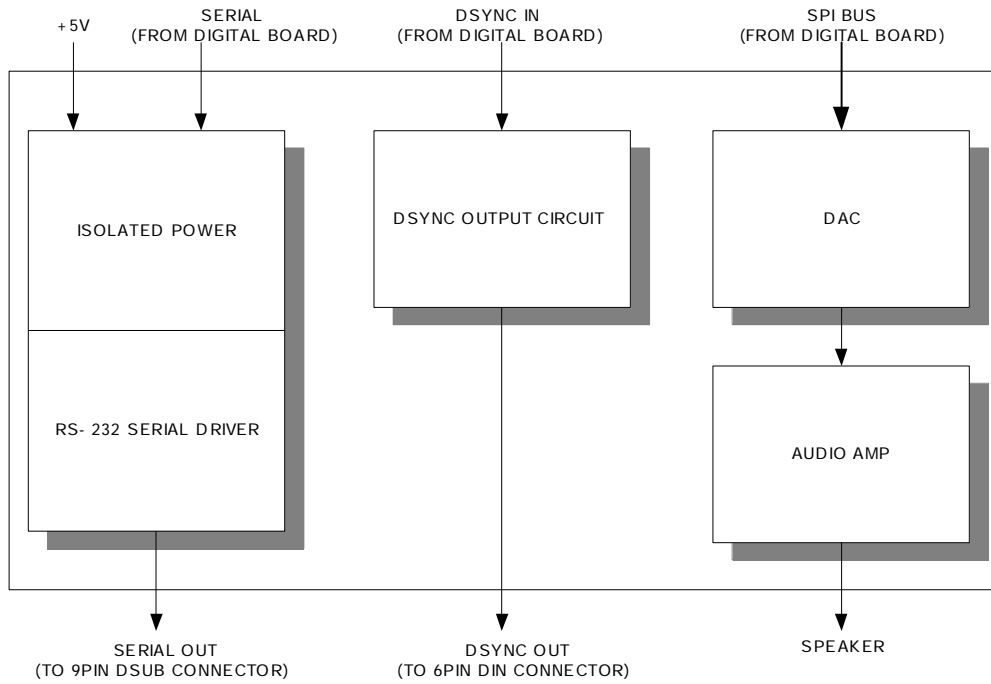 +5V
SERIAL
(FROM DIGITAL BOARD)
DSYNC IN
(FROM DIGITAL BOARD)
SPI BUS
(FROM DIGITAL BOARD)
ISOLATED POWER
DSYNC OUTPUT CIRCUIT
DAC
RS-232 SERIAL DRIVER
AUDIO AMP
SERIAL OUT
(TO 9PIN DSUB CONNECTOR)
DSYNC OUT
(TO 6PIN DIN CONNECTOR)
SPEAKER